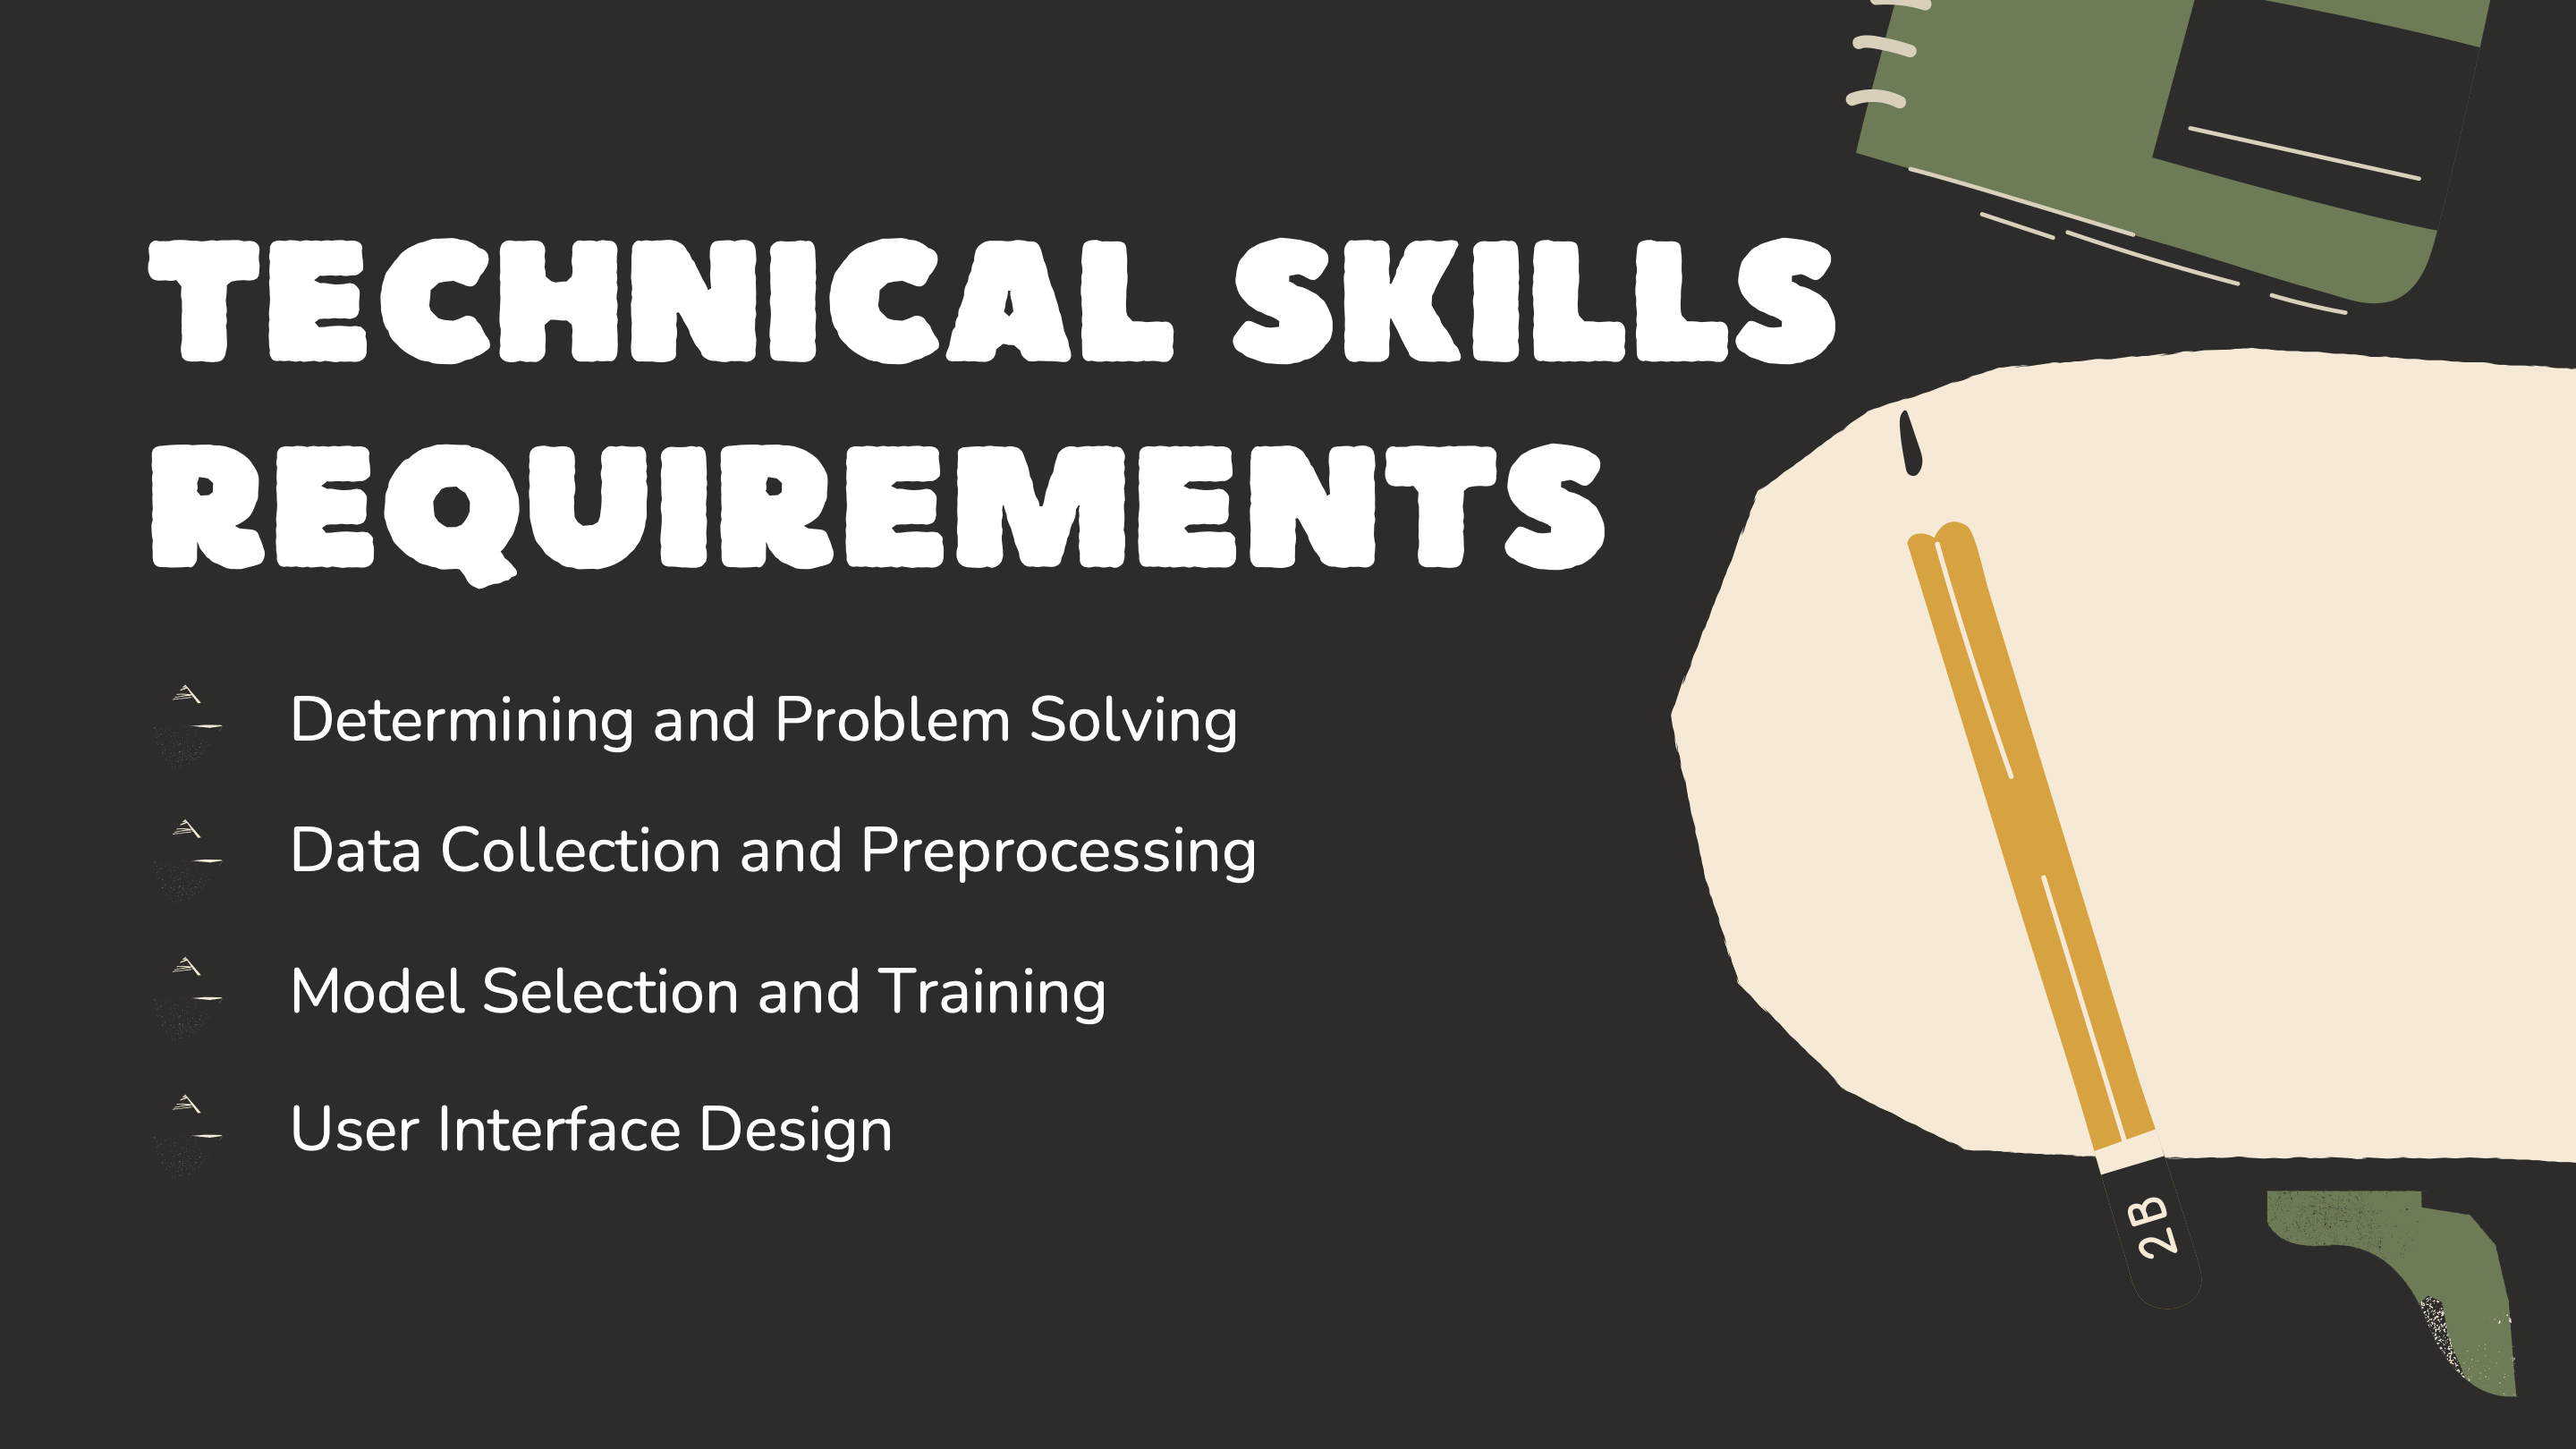 TECHNICAL SKILLS
REQUIREMENTS
Determining and Problem Solving
Data Collection and Preprocessing
Model Selection and Training
User Interface Design
2B